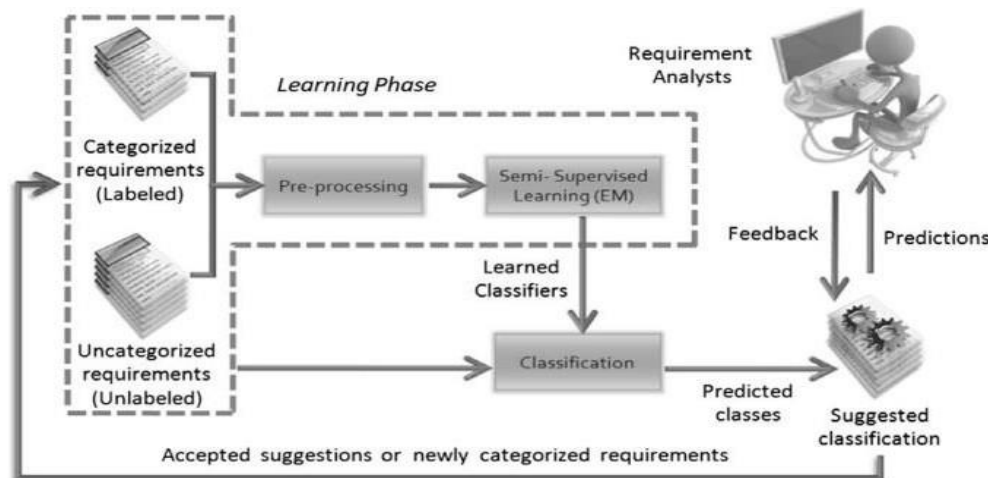 Learning Phase
Requirement
Analysts
Categorized
requirements
(Labeled)
Pre-processing
Semi- Supervised
Learning (EM)
Feedback
Predictions
Learned
Classifiers
Uncategorized
requirements
(Unlabeled)
Classification
Predicted
classes
Suggested
classification
Accepted suggestions or newly categorized requirements